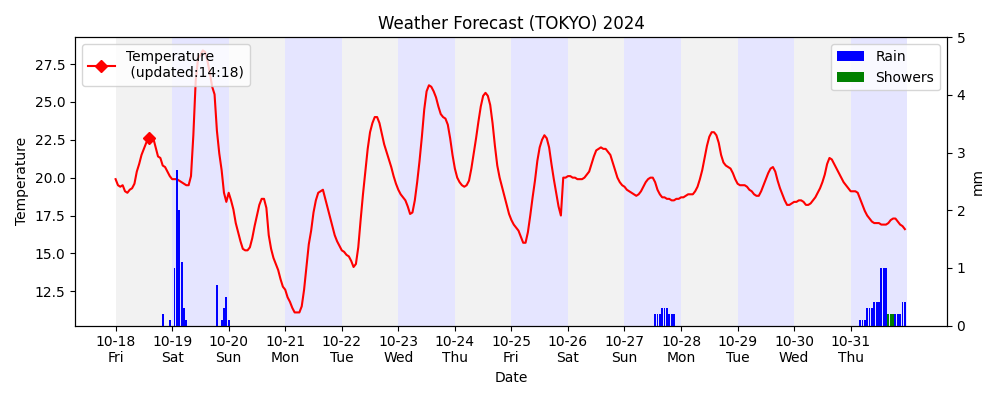 Weather Forecast (TOKYO) 2024
Temperature
(updated:14:18)
Rain
Showers
27.5
25.0
22.5
20.0
17.5
15.0
12.5
Temperature
5
4
3
2
1
0
mm
10-18 10-19 10-20 10-21 10-22 10-23 10-24 10-25 10-26 10-27 10-28 10-29 10-30 10-31
Fri Sat Sun Mon Tue Wed Thu Fri Sat Sun Mon Tue Wed Thu
Date